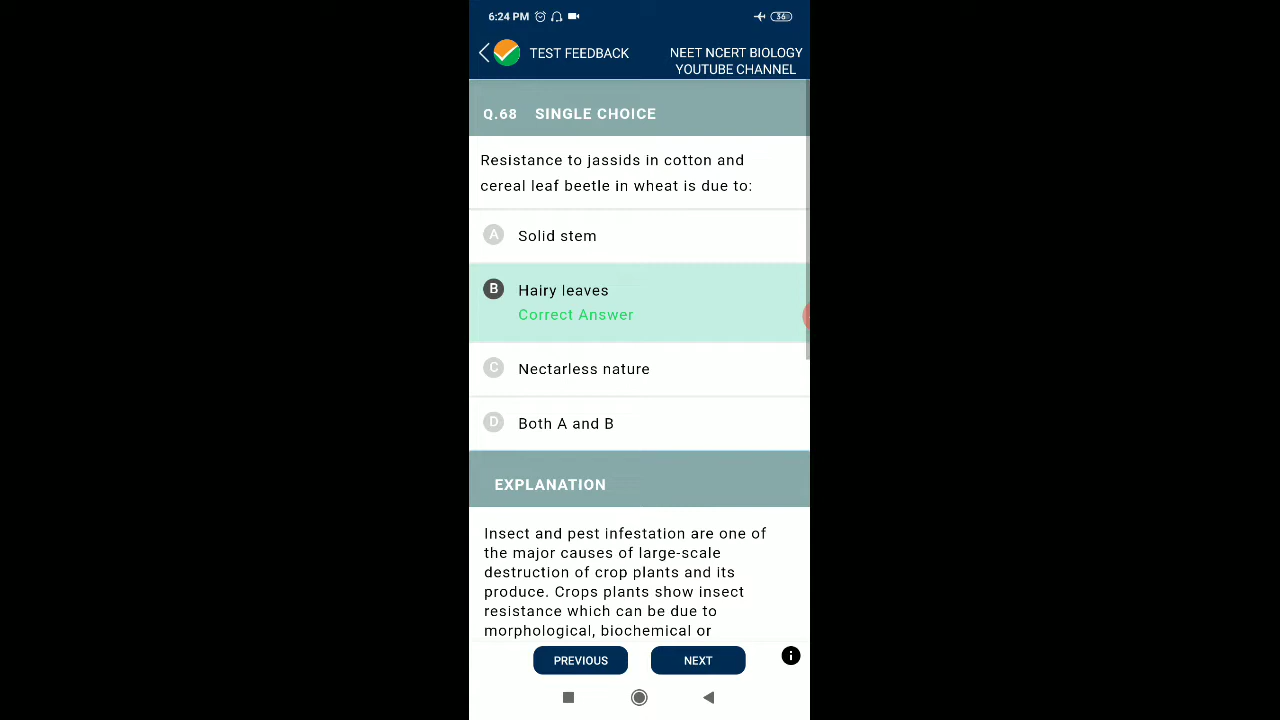 6:24 PM
36
TEST FEEDBACK
NEET NCERT BIOLOGY
YOUTUBE CHANNEL
Q.68 SINGLE CHOICE
Resistance to jassids in cotton and
cereal leaf beetle in wheat is due to:
A Solid stem
B Hairy leaves
Correct Answer
C Nectarless nature
D Both A and B
EXPLANATION
Insect and pest infestation are one of
the major causes of large-scale
destruction of crop plants and its
produce. Crops plants show insect
resistance which can be due to
morphological, biochemical or
PREVIOUS NEXT